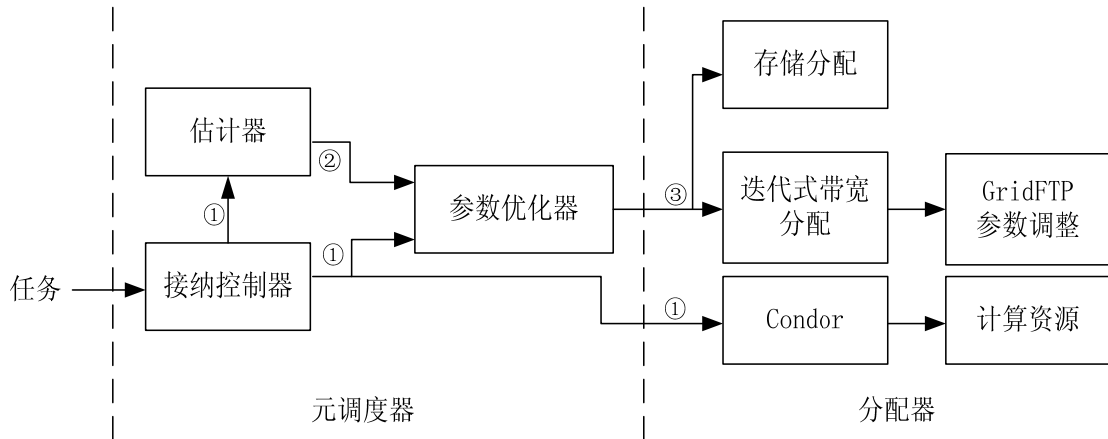 存储分配
估计器
②
迭代式带宽
分配
GridFTP
参数调整
参数优化器
③
①
①
任务
接纳控制器
①
Condor
计算资源
元调度器
分配器